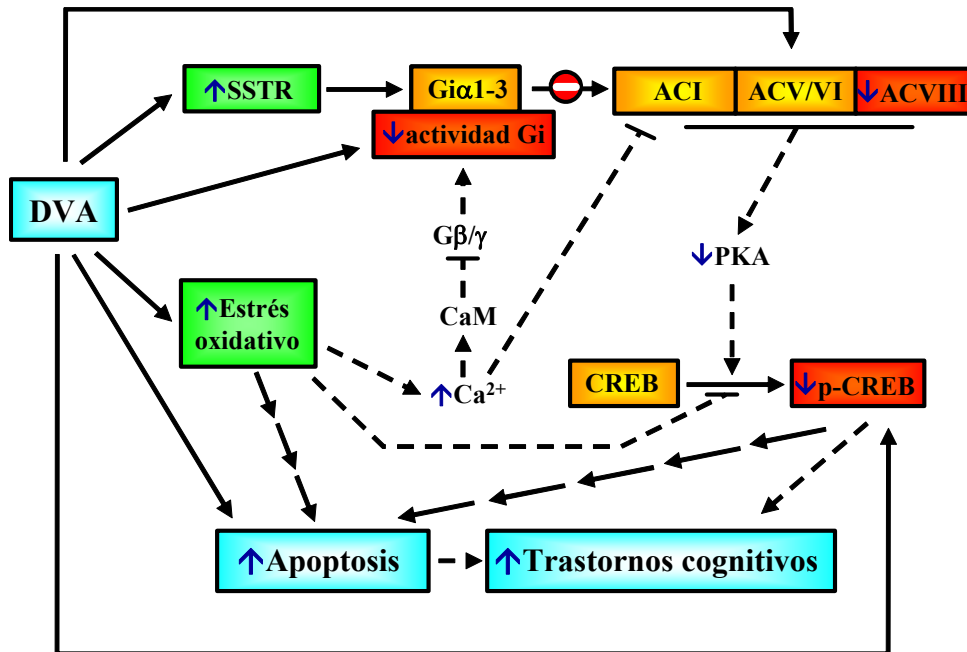 ↑SSTR
Giα1-3
ACI
ACV/VI
↓ACVIII
↓actividad Gi
DVA
Gβ/γ
↓PKA
↑Estrés
oxidativo
CaM
↑Ca²⁺
CREB
↓p-CREB
↑Apoptosis
↑Trastornos cognitivos